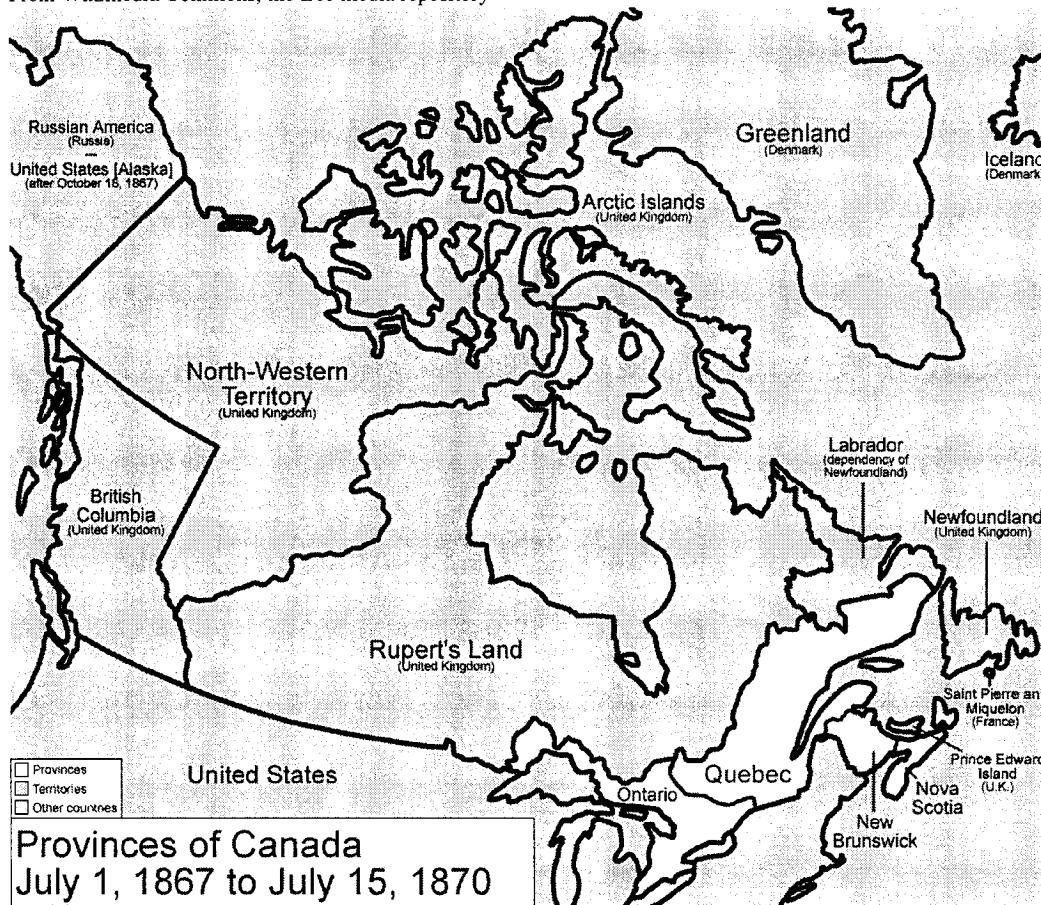 Russian America
(Russia)
United States [Alaska]
(after October 18, 1867)
Greenland
(Denmark)
Iceland
(Denmark
Arctic Islands
(United Kingdom)
North-Western
Territory
(United Kingdom)
Labrador
(dependency of
Newfoundland)
British
Columbia
(United Kingdom)
Newfoundland
(United Kingdom)
Rupert's Land
(United Kingdom)
Saint Pierre an
Miquelon
(France)
Prince Edward
Island
(U.K.)
Nova
Scotia
New
Brunswick
Quebec
Ontario
United States
Provinces
Territories
Other countries
Provinces of Canada
July 1, 1867 to July 15, 1870